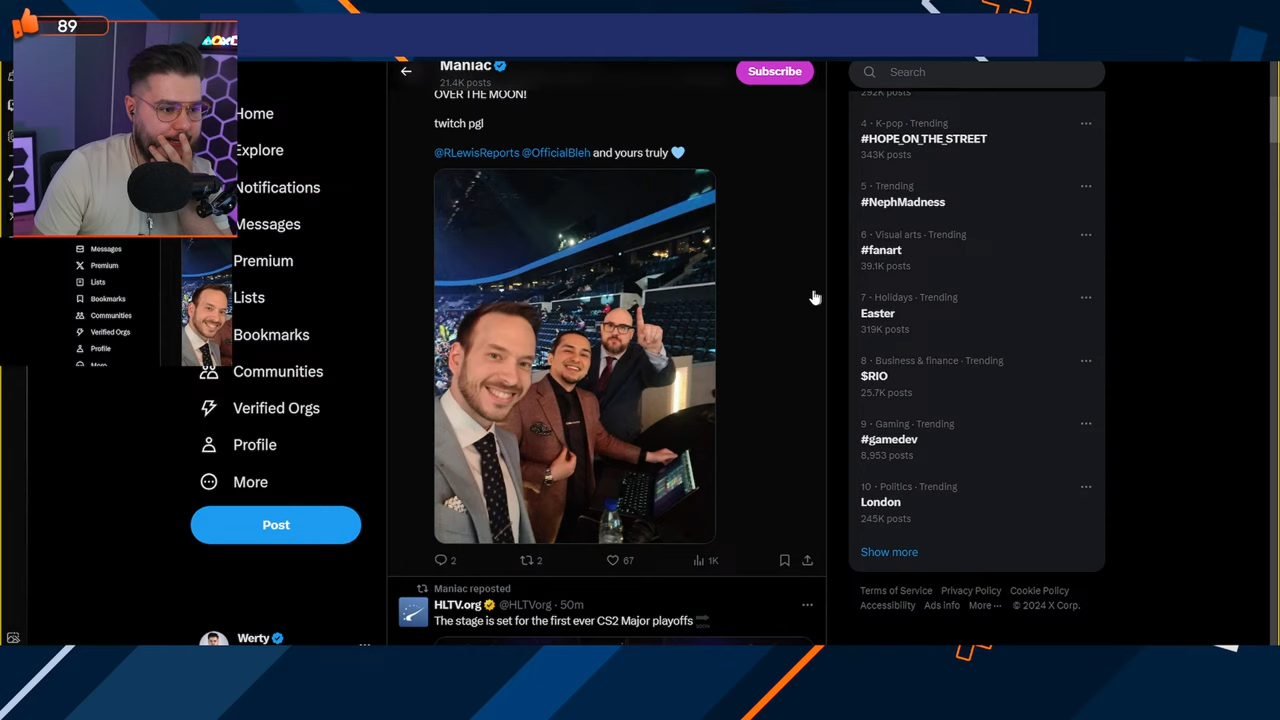 89
Home
Explore
Notifications
Messages
Premium
Lists
Bookmarks
Communities
Verified Orgs
Profile
More
Post
Werty
Messages
Premium
Lists
Bookmarks
Communities
Verified Orgs
Profile
More
Maniac
21.4K posts
Subscribe
OVER THE MOON!
twitch pgl
@RLewisReports @OfficialBleh and yours truly
2
2
67
1K
Maniac reposted
HLTV.org @HLTVorg · 50m
The stage is set for the first ever CS2 Major playoffs
Search
292K posts
4 · K-pop · Trending
#HOPE_ON_THE_STREET
343K posts
5 · Trending
#NephMadness
6 · Visual arts · Trending
#fanart
39.1K posts
7 · Holidays · Trending
Easter
319K posts
8 · Business & finance · Trending
$RIO
25.7K posts
9 · Gaming · Trending
#gamedev
8,953 posts
10 · Politics · Trending
London
245K posts
Show more
Terms of Service Privacy Policy Cookie Policy
Accessibility Ads info More ··· © 2024 X Corp.